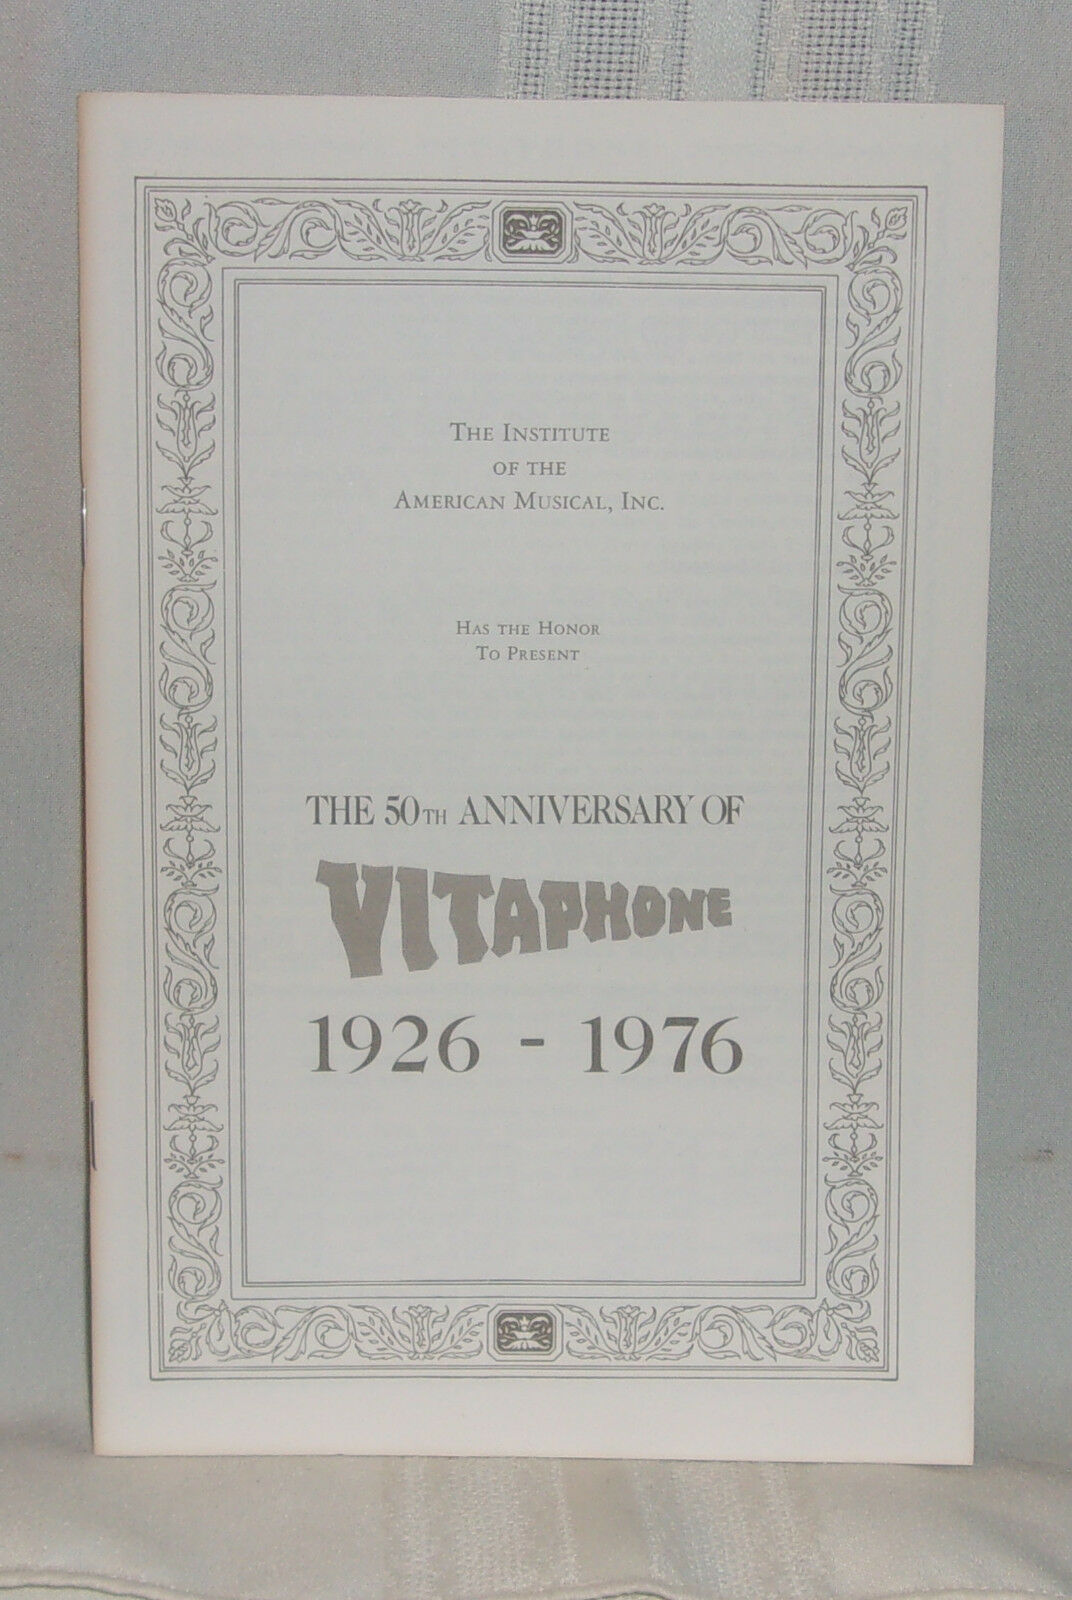 THE INSTITUTE
OF THE
AMERICAN MUSICAL, INC.
HAS THE HONOR
TO PRESENT
THE 50TH ANNIVERSARY OF
VITAPHONE
1926 - 1976